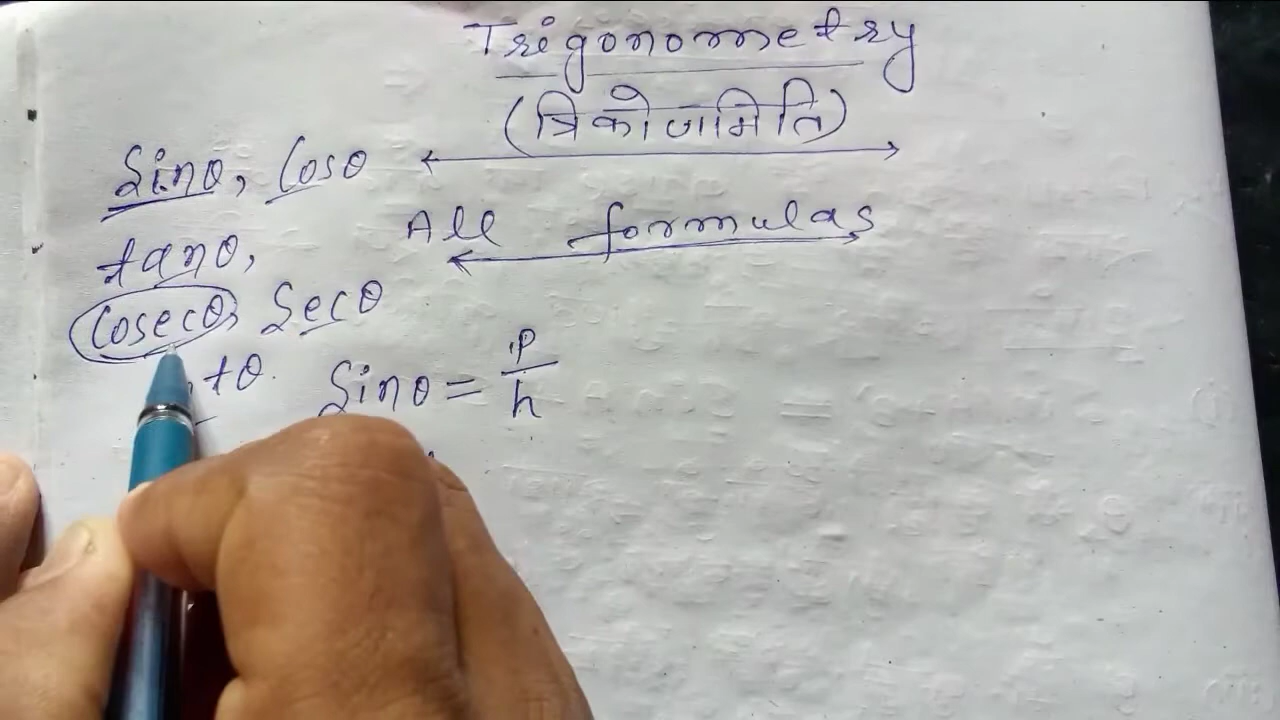 Trigonometry
(त्रिकोणमिति)
Sinθ, Cosθ
All formulas
tanθ,
Cosecθ, Secθ
Sinθ = p/h